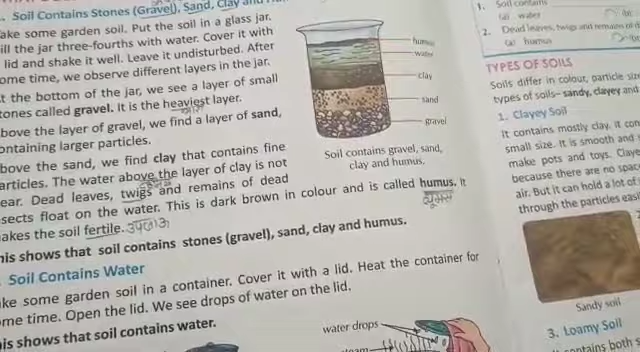 . Soil Contains Stones (Gravel), Sand, Clay and
ake some garden soil. Put the soil in a glass jar.
ill the jar three-fourths with water. Cover it with
lid and shake it well. Leave it undisturbed. After
ome time, we observe different layers in the jar.
t the bottom of the jar, we see a layer of small
tones called gravel. It is the heaviest layer.
bove the layer of gravel, we find a layer of sand,
ontaining larger particles.
bove the sand, we find clay that contains fine
articles. The water above the layer of clay is not
ear. Dead leaves, twigs and remains of dead
sects float on the water. This is dark brown in colour and is called humus. It
ह्यूमस
akes the soil fertile. उपजाऊ
his shows that soil contains stones (gravel), sand, clay and humus.
humus
water
clay
sand
gravel
Soil contains gravel, sand,
clay and humus.
Soil Contains Water
ke some garden soil in a container. Cover it with a lid. Heat the container for
me time. Open the lid. We see drops of water on the lid.
is shows that soil contains water.
water drops
1. Soil contains
(a) water
2. Dead leaves, twigs and remains of
(a) humus
TYPES OF SOILS
Soils differ in colour, particle siz
types of soils– sandy, clayey and
1. Clayey Soil
It contains mostly clay. It con
small size. It is smooth and
make pots and toys. Claye
because there are no spac
air. But it can hold a lot of
through the particles easi
Sandy soil
3. Loamy Soil
ontains both s